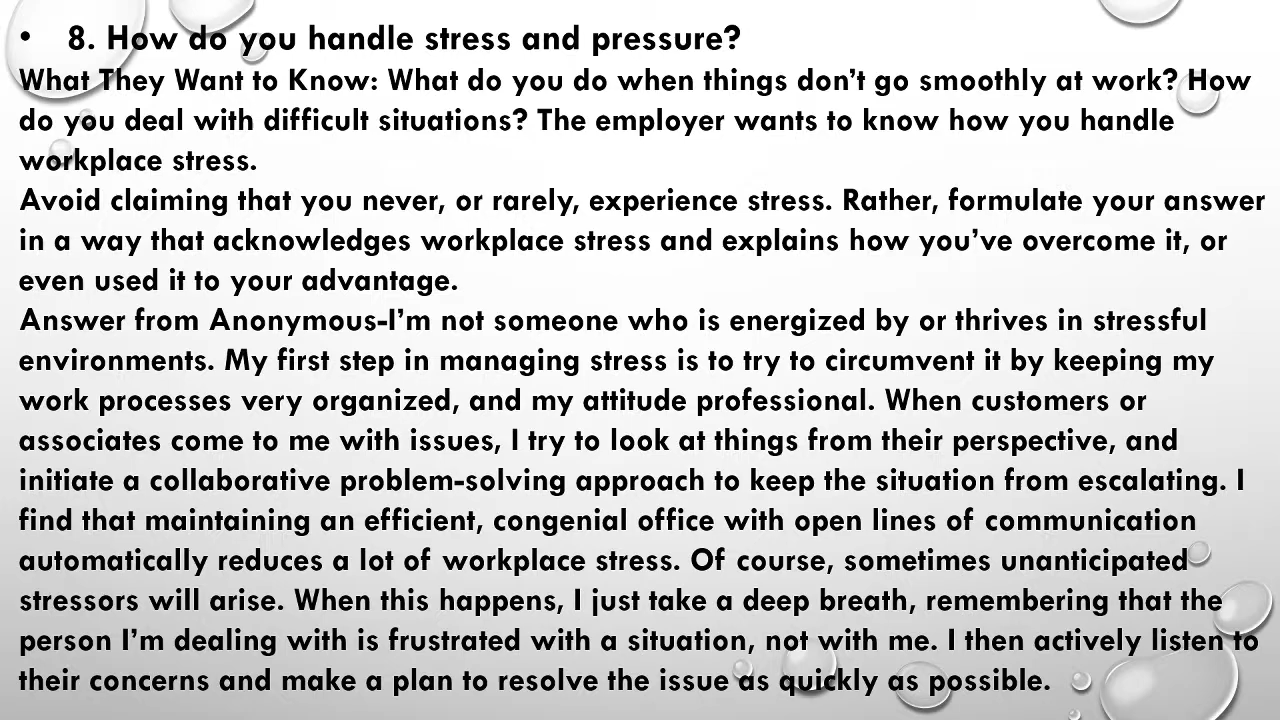 • 8. How do you handle stress and pressure?
What They Want to Know: What do you do when things don’t go smoothly at work? How
do you deal with difficult situations? The employer wants to know how you handle
workplace stress.
Avoid claiming that you never, or rarely, experience stress. Rather, formulate your answer
in a way that acknowledges workplace stress and explains how you’ve overcome it, or
even used it to your advantage.
Answer from Anonymous-I’m not someone who is energized by or thrives in stressful
environments. My first step in managing stress is to try to circumvent it by keeping my
work processes very organized, and my attitude professional. When customers or
associates come to me with issues, I try to look at things from their perspective, and
initiate a collaborative problem-solving approach to keep the situation from escalating. I
find that maintaining an efficient, congenial office with open lines of communication
automatically reduces a lot of workplace stress. Of course, sometimes unanticipated
stressors will arise. When this happens, I just take a deep breath, remembering that the
person I’m dealing with is frustrated with a situation, not with me. I then actively listen to
their concerns and make a plan to resolve the issue as quickly as possible.